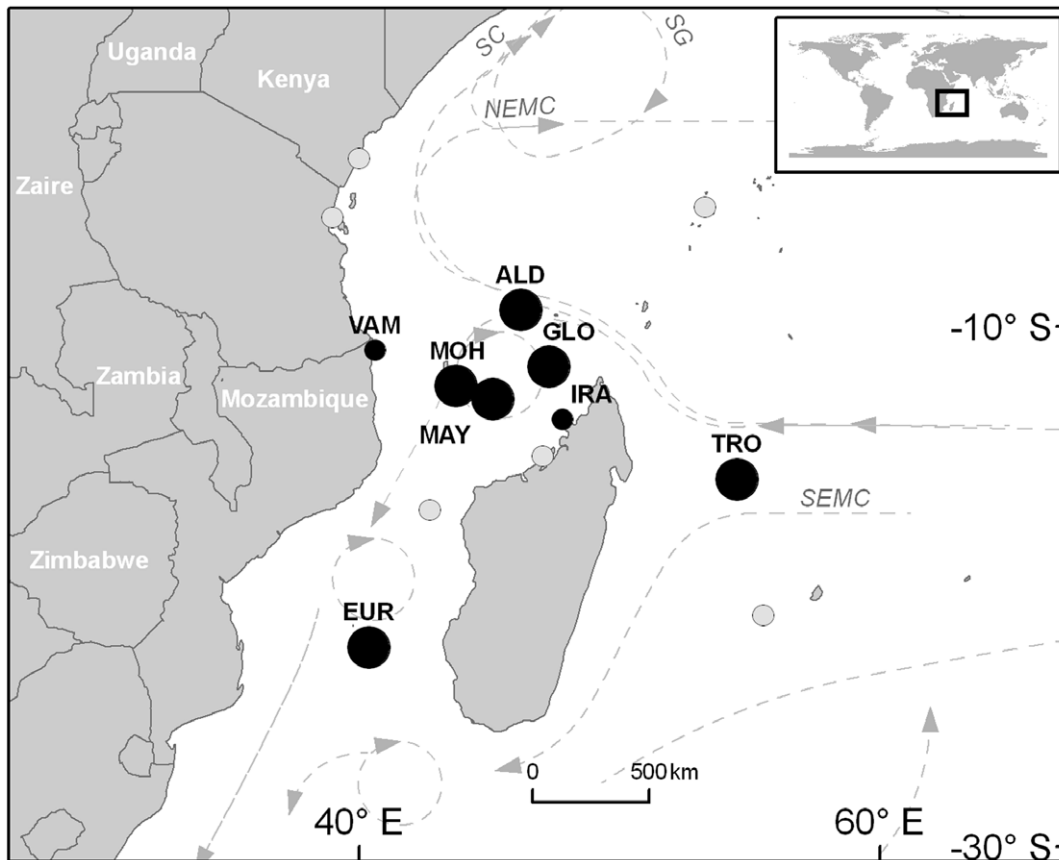 SC
SG
Uganda
Kenya
NEMC
Zaire
ALD
VAM
GLO
-10° S
MOH
Zambia
Mozambique
IRA
MAY
TRO
SEMC
Zimbabwe
EUR
0 500 km
40° E
60° E
-30° S